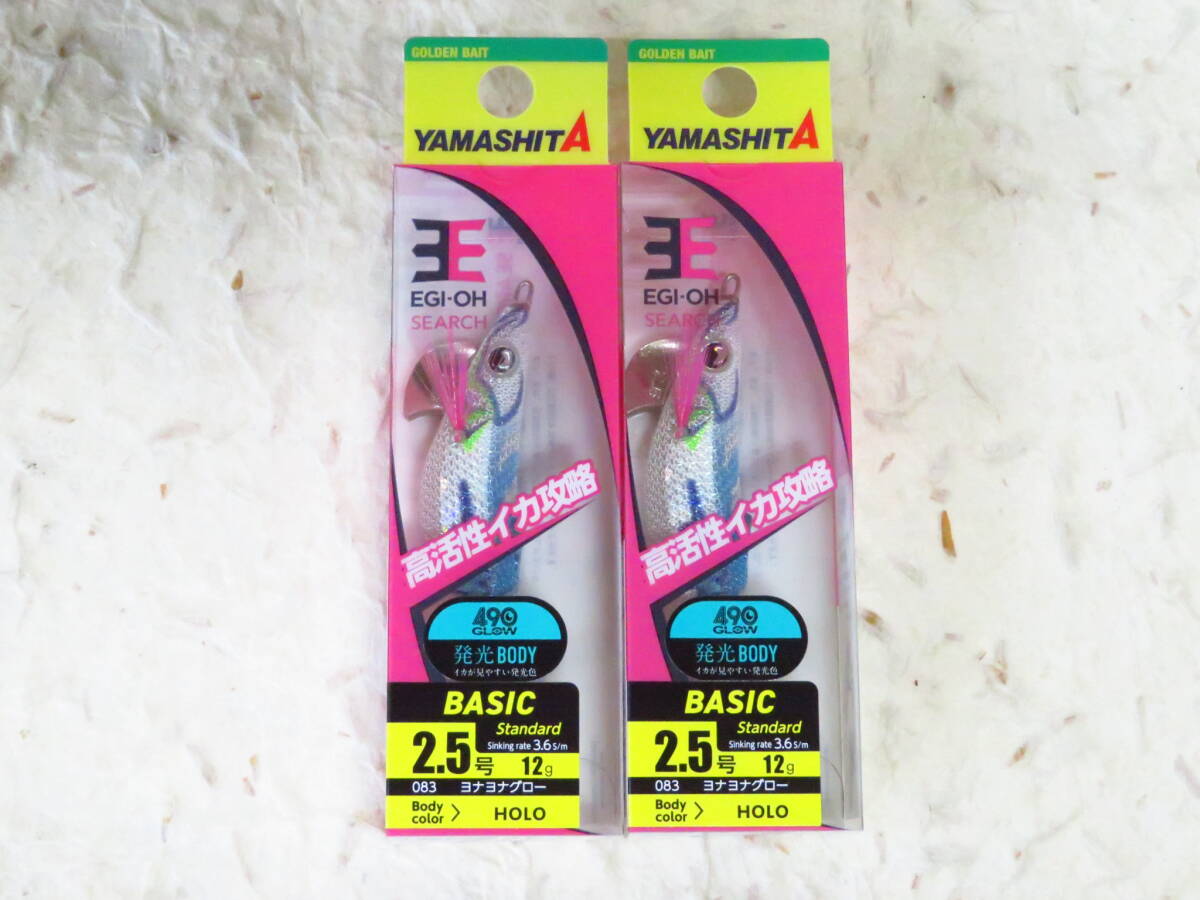 GOLDEN BAIT
YAMASHITA
EGI-OH
SEARCH
高活性イカ攻略
490
GLOW
発光BODY
イカが見やすい発光色
BASIC
Standard
Sinking rate 3.6 S/m
2.5号 12g
083 ヨナヨナグロー
Body color > HOLO
GOLDEN BAIT
YAMASHITA
EGI-OH
SEARCH
高活性イカ攻略
490
GLOW
発光BODY
イカが見やすい発光色
BASIC
Standard
Sinking rate 3.6 S/m
2.5号 12g
083 ヨナヨナグロー
Body color > HOLO